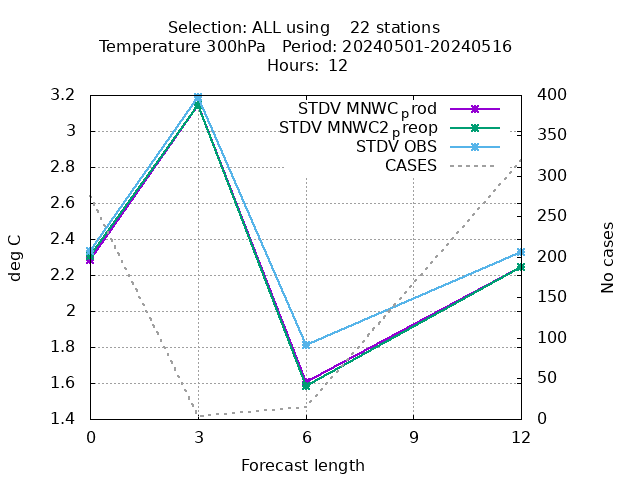 Selection: ALL using    22 stations
Temperature 300hPa   Period: 20240501-20240516
Hours:  12
3.2
3
2.8
2.6
2.4
2.2
2
1.8
1.6
1.4
deg C
STDV MNWC_prod
STDV MNWC2_preop
STDV OBS
CASES
400
350
300
250
200
150
100
50
0
No cases
0 3 6 9 12
Forecast length